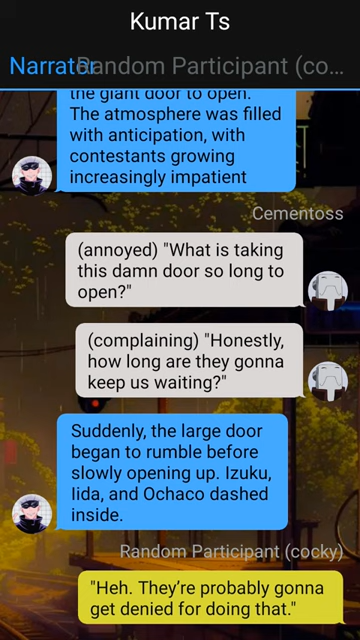 Kumar Ts
Narrator
Random Participant (co...
the giant door to open.
The atmosphere was filled
with anticipation, with
contestants growing
increasingly impatient
Cementoss
(annoyed) "What is taking
this damn door so long to
open?"
(complaining) "Honestly,
how long are they gonna
keep us waiting?"
Suddenly, the large door
began to rumble before
slowly opening up. Izuku,
Iida, and Ochaco dashed
inside.
Random Participant (cocky)
"Heh. They’re probably gonna
get denied for doing that."